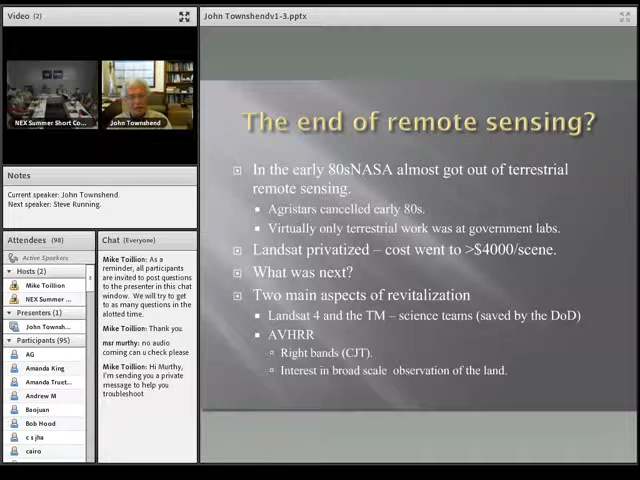 Video (2)
NEX Summer Short Co...
John Townshend
Notes
Current speaker: John Townshend.
Next speaker: Steve Running.
Attendees (98)
Active Speakers
Hosts (2)
Mike Toillion
NEX Summer ...
Presenters (1)
John Townsh...
Participants (95)
AG
Amanda King
Amanda Truet...
Andrew M
Baojuan
Bob Hood
c s jha
cairo
Chat (Everyone)
Mike Toillion: As a
reminder, all participants
are invited to post questions
to the presenter in this chat
window. We will try to get
to as many questions in the
alloted time.
Mike Toillion: Thank you.
msr murthy: no audio
coming can u check please
Mike Toillion: Hi Murthy,
I'm sending you a private
message to help you
troubleshoot
John Townshendv1-3.pptx
The end of remote sensing?
In the early 80sNASA almost got out of terrestrial
remote sensing.
Agristars cancelled early 80s.
Virtually only terrestrial work was at government labs.
Landsat privatized – cost went to >$4000/scene.
What was next?
Two main aspects of revitalization
Landsat 4 and the TM – science teams (saved by the DoD)
AVHRR
Right bands (CJT).
Interest in broad scale observation of the land.